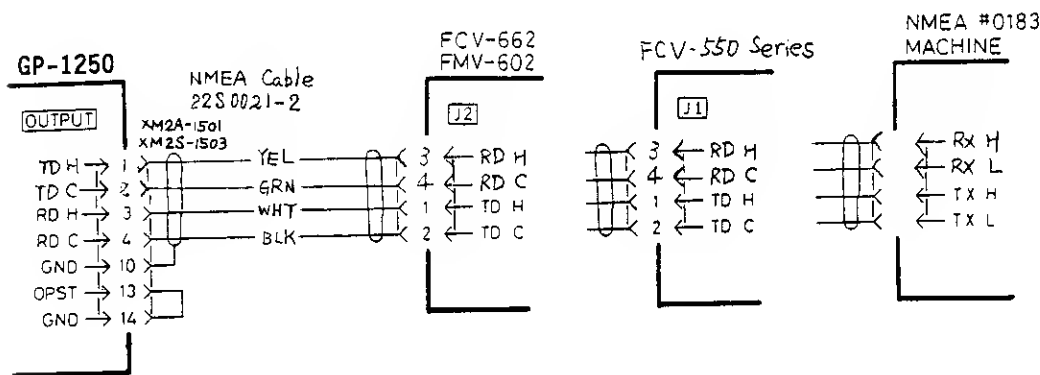 GP-1250
OUTPUT
TD H 1
TD C 2
RD H 3
RD C 4
GND 10
OPST 13
GND 14
NMEA Cable
22S0021-2
XM2A-1501
XM2S-1503
YEL
GRN
WHT
BLK
FCV-662
FMV-602
J2
3 RD H
4 RD C
1 TD H
2 TD C
FCV-550 Series
J1
3 RD H
4 RD C
1 TD H
2 TD C
NMEA #0183
MACHINE
Rx H
RX L
TX H
TX L